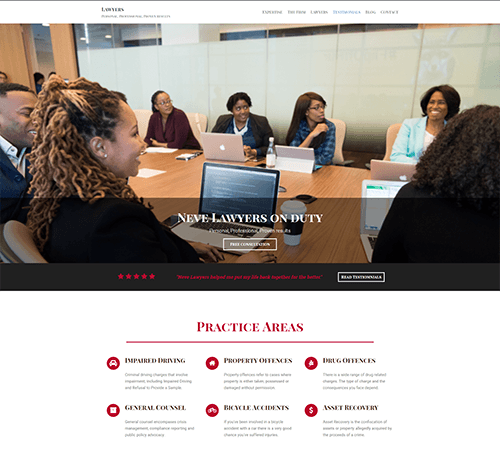 Lawyers
Personal, Professional, Proven Results
Expertise The Firm Lawyers Testimonials Blog Contact
Neve Lawyers on duty
Personal, Professional, Proven results
Free Consultation
"Neve Lawyers helped me put my life back together for the better"
Read Testimonials
Practice Areas
Impaired Driving
Criminal Driving charges that involve
impairment, including Impaired Driving
and Refusal to Provide a Sample.
Property Offences
Property offences refer to cases where
property is either taken, possessed or
damaged without permission.
Drug Offences
There is a wide range of drug related
charges. The type of charge and the
consequences you face depend.
General Counsel
General counsel encompass crisis
management, compliance reporting and
public policy advocacy.
Bicycle Accidents
If you've been involved in a bicycle
accident with a car there is a very good
chance you've suffered injuries.
Asset Recovery
Asset Recovery is the confiscation of
assets or property allegedly acquired by
the proceeds of a crime.